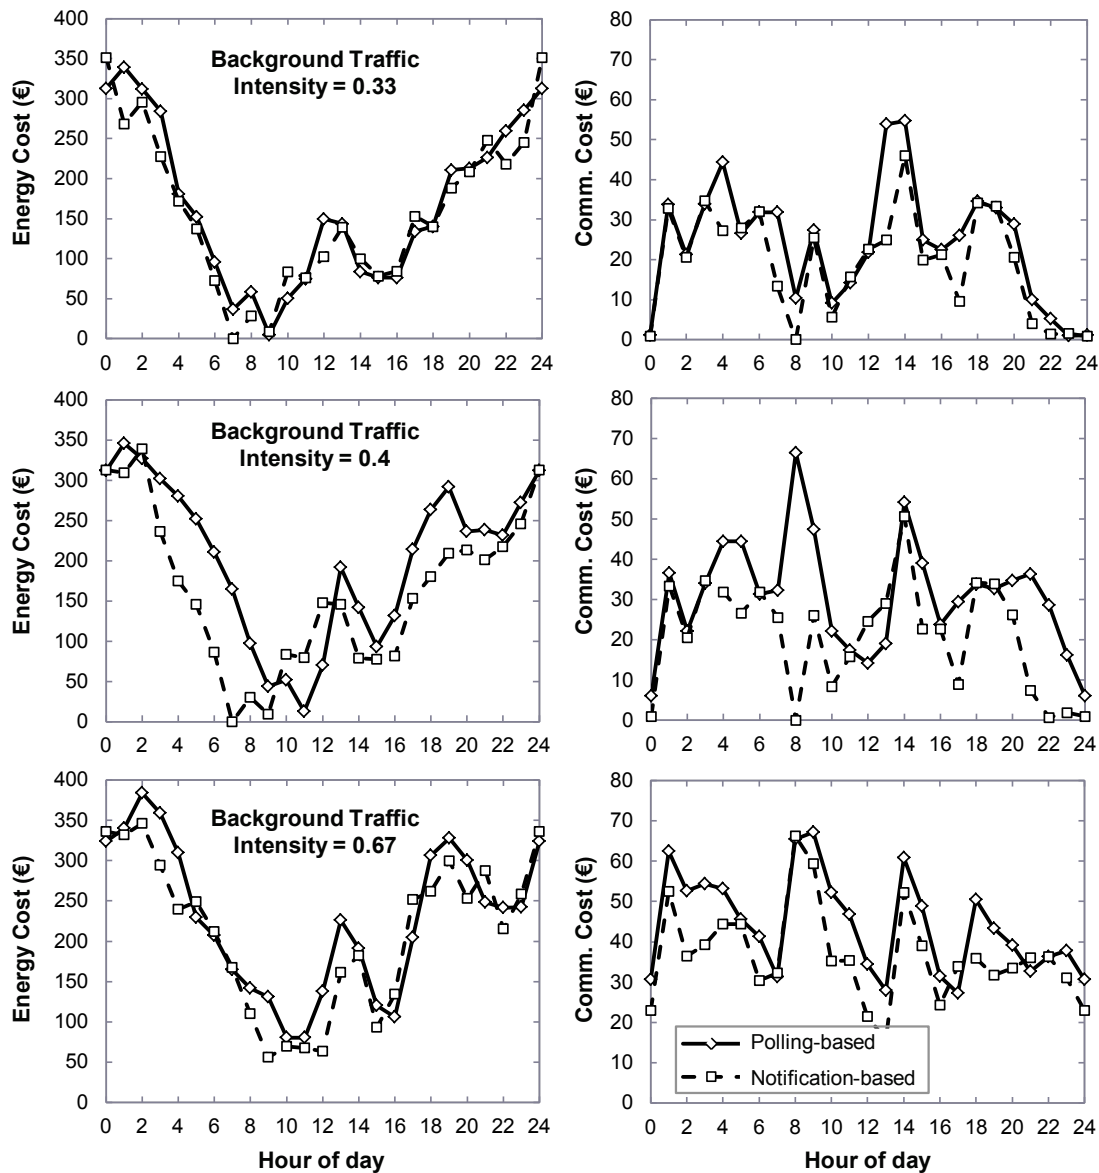 400
350
300
250
200
150
100
50
0
Energy Cost (€)
Background Traffic
Intensity = 0.33
0 2 4 6 8 10 12 14 16 18 20 22 24
80
70
60
50
40
30
20
10
0
Comm. Cost (€)
0 2 4 6 8 10 12 14 16 18 20 22 24
400
350
300
250
200
150
100
50
0
Energy Cost (€)
Background Traffic
Intensity = 0.4
0 2 4 6 8 10 12 14 16 18 20 22 24
80
70
60
50
40
30
20
10
0
Comm. Cost (€)
0 2 4 6 8 10 12 14 16 18 20 22 24
400
350
300
250
200
150
100
50
0
Energy Cost (€)
Background Traffic
Intensity = 0.67
0 2 4 6 8 10 12 14 16 18 20 22 24
Hour of day
80
70
60
50
40
30
20
10
0
Comm. Cost (€)
Polling-based
Notification-based
0 2 4 6 8 10 12 14 16 18 20 22 24
Hour of day